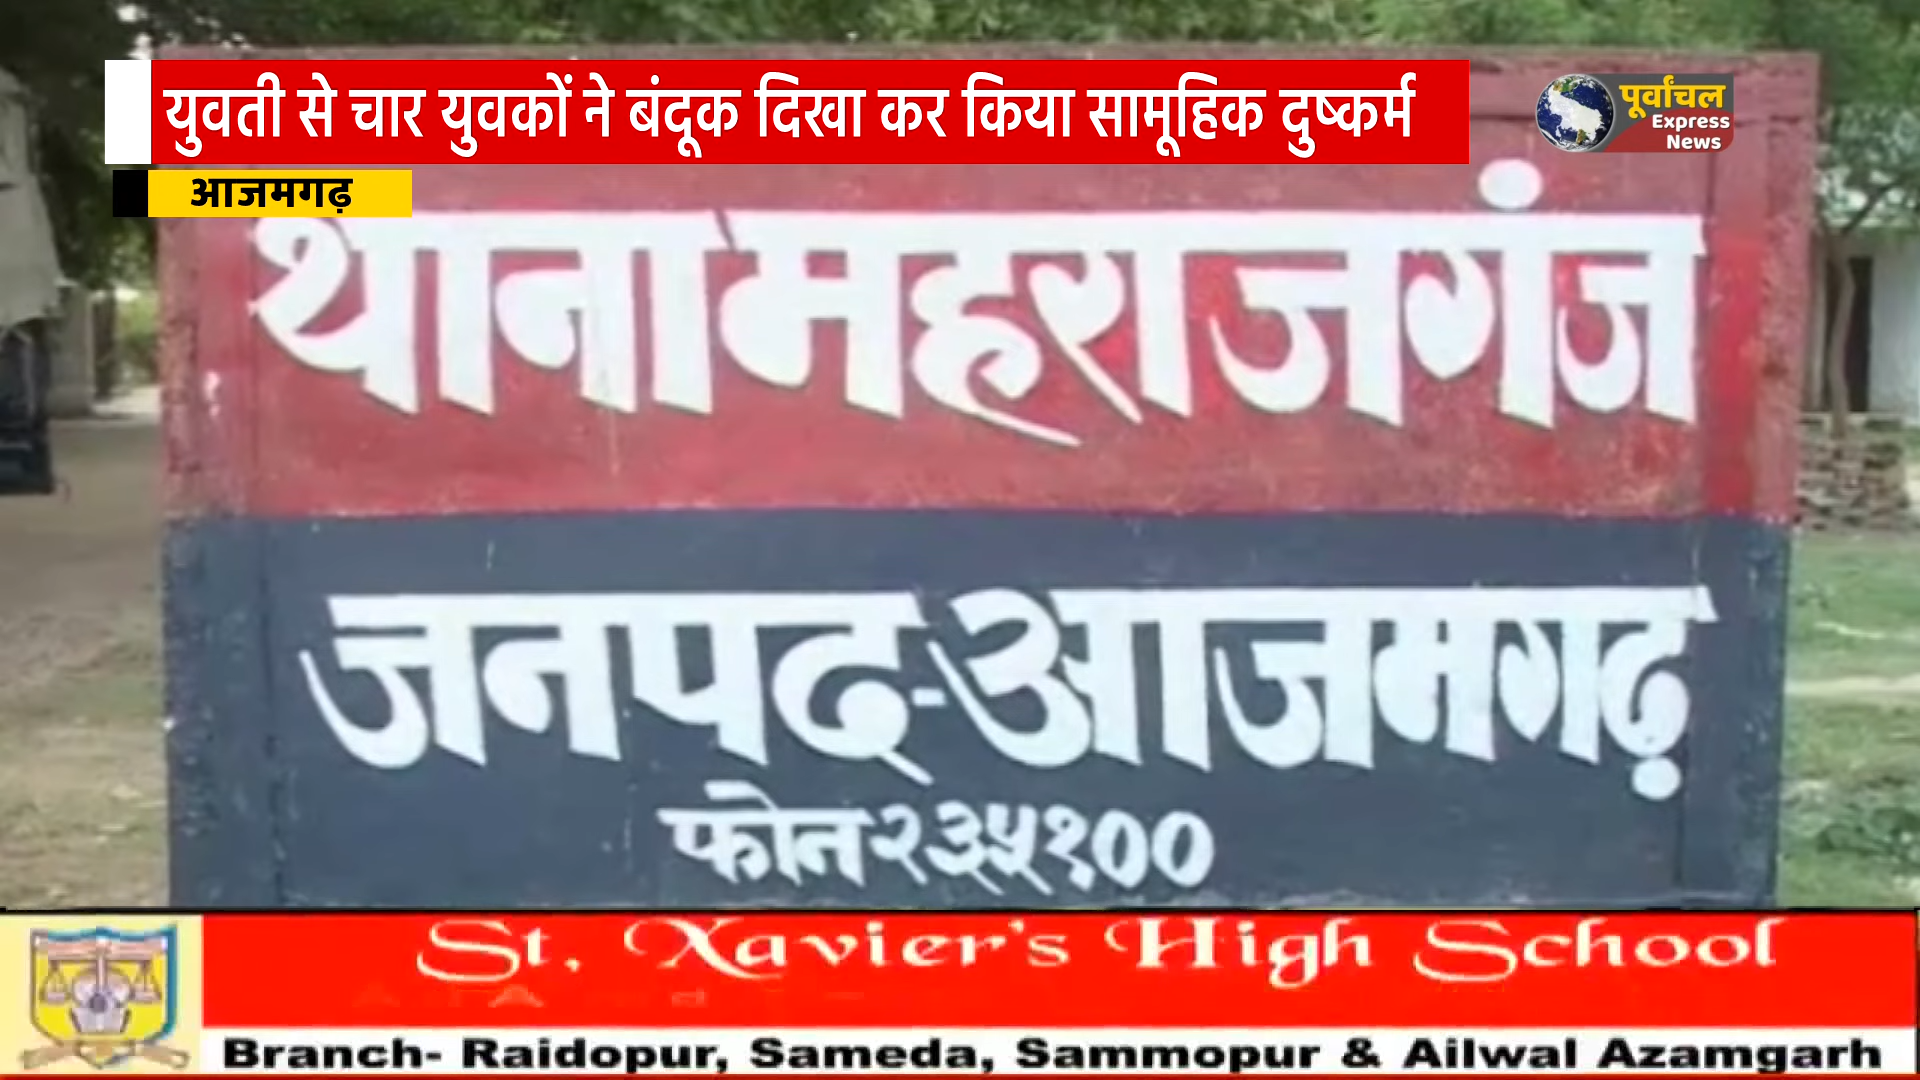 युवती से चार युवकों ने बंदूक दिखा कर किया सामूहिक दुष्कर्म
पूर्वांचल
Express
News
आजमगढ़
थाना महराजगंज
जनपद-आजमगढ़
फोन २३५१००
St, Xavier's High School
Branch- Raidopur, Sameda, Sammopur & Ailwal Azamgarh